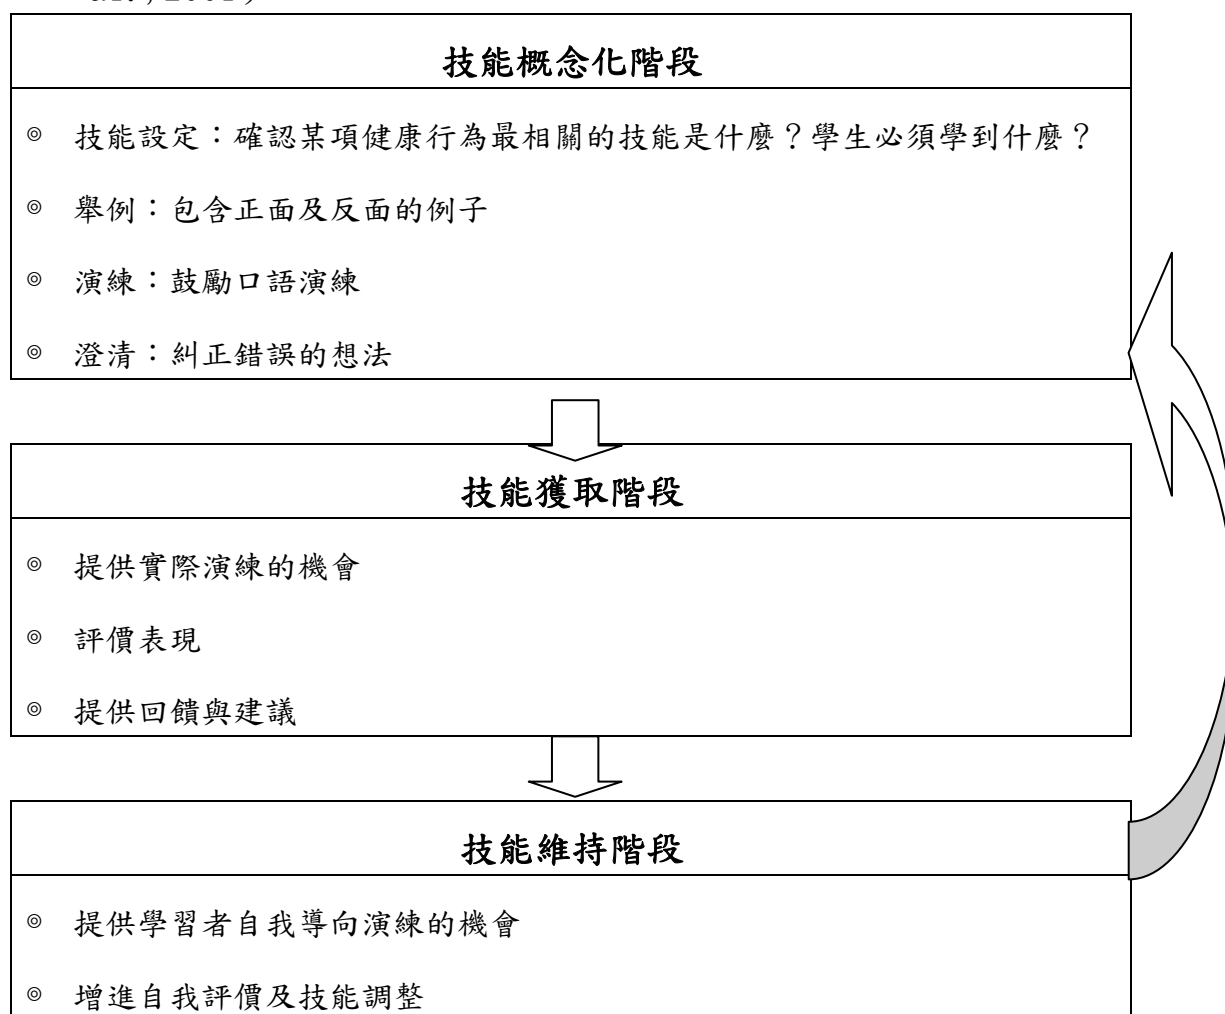 技能概念化階段
◎ 技能設定：確認某項健康行為最相關的技能是什麼？學生必須學到什麼？
◎ 舉例：包含正面及反面的例子
◎ 演練：鼓勵口語演練
◎ 澄清：糾正錯誤的想法
技能獲取階段
◎ 提供實際演練的機會
◎ 評價表現
◎ 提供回饋與建議
技能維持階段
◎ 提供學習者自我導向演練的機會
◎ 增進自我評價及技能調整